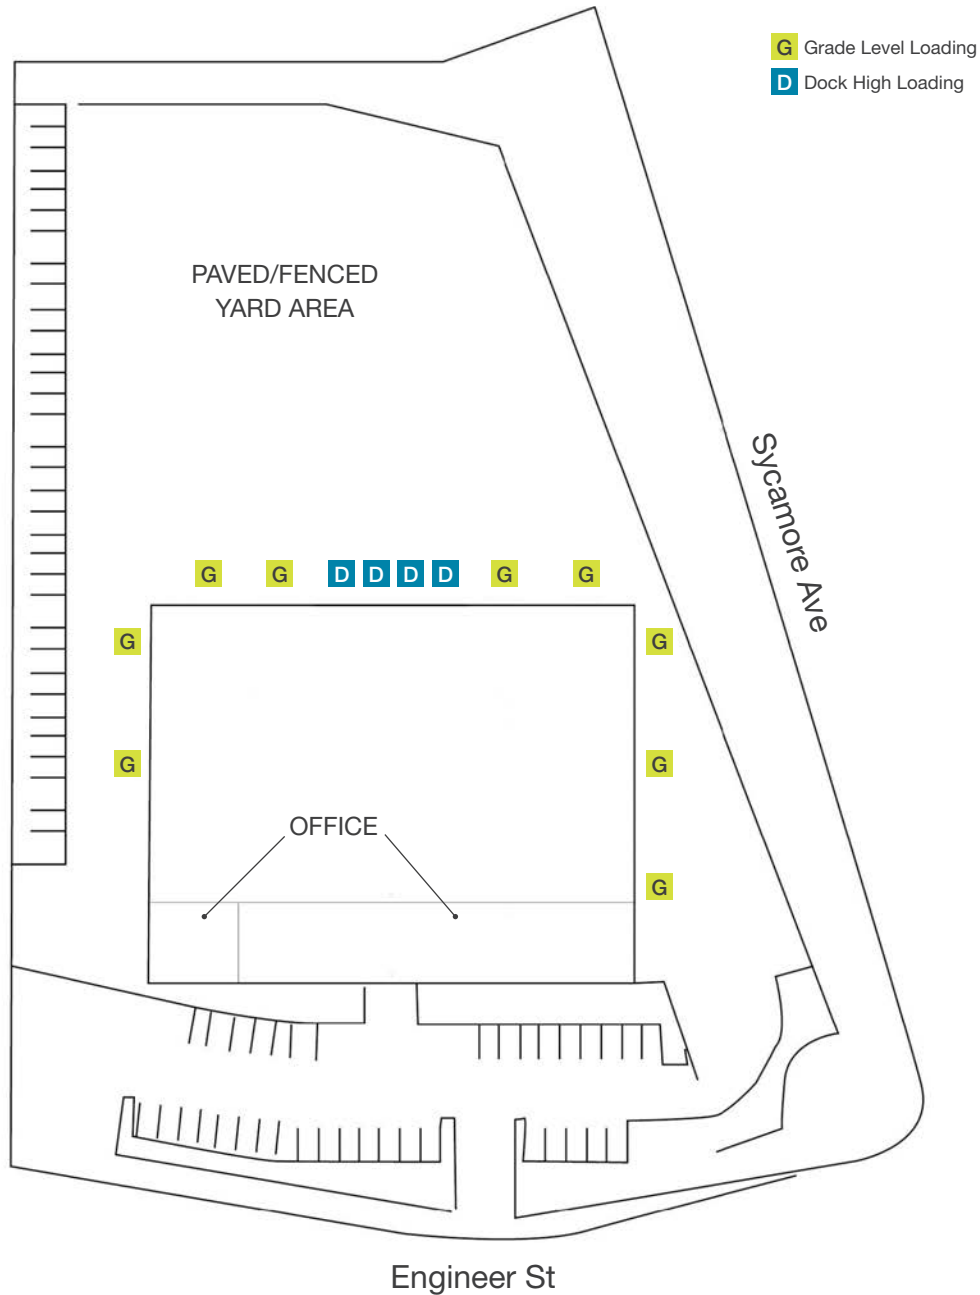 G Grade Level Loading
D Dock High Loading
PAVED/FENCED
YARD AREA
Sycamore Ave
G G D D D D G G
G G
G G
OFFICE
G
Engineer St